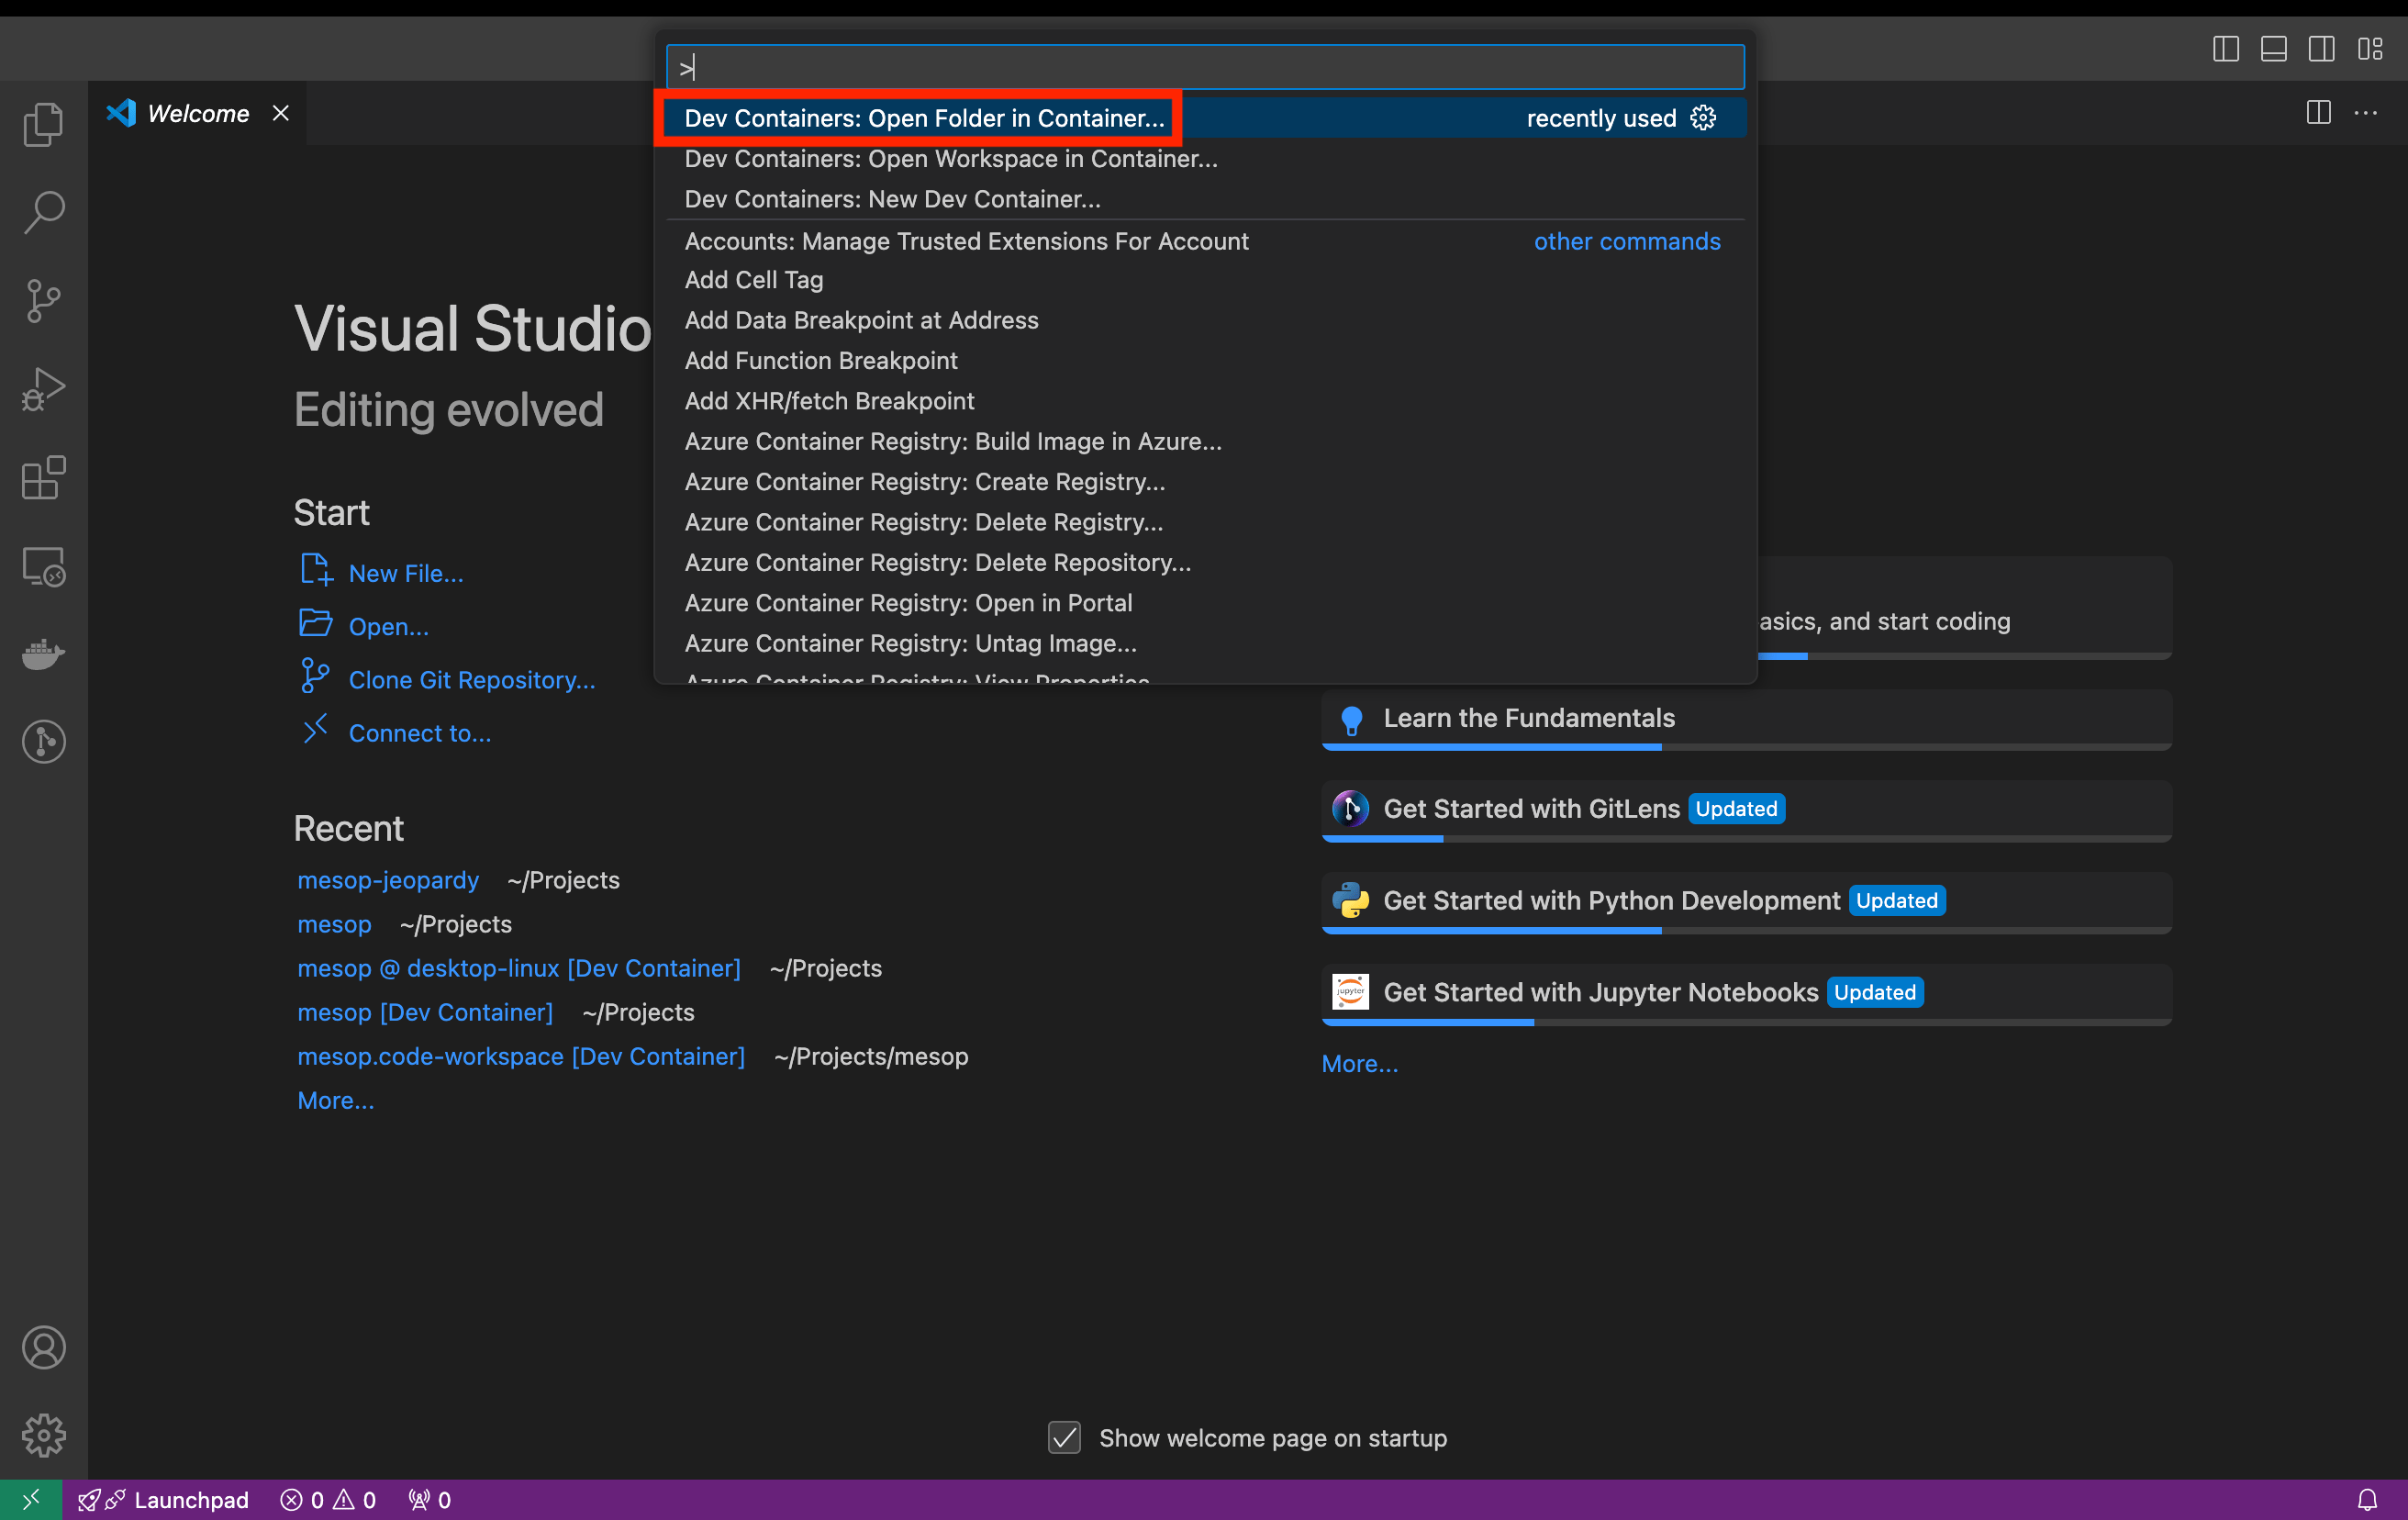 >
Dev Containers: Open Folder in Container... recently used
Dev Containers: Open Workspace in Container...
Dev Containers: New Dev Container...
Accounts: Manage Trusted Extensions For Account other commands
Add Cell Tag
Add Data Breakpoint at Address
Add Function Breakpoint
Add XHR/fetch Breakpoint
Azure Container Registry: Build Image in Azure...
Azure Container Registry: Create Registry...
Azure Container Registry: Delete Registry...
Azure Container Registry: Delete Repository...
Azure Container Registry: Open in Portal
Azure Container Registry: Untag Image...
Azure Container Registry: View Properties
Welcome
Visual Studio
Editing evolved
Start
New File...
Open...
Clone Git Repository...
Connect to...
Recent
mesop-jeopardy ~/Projects
mesop ~/Projects
mesop @ desktop-linux [Dev Container] ~/Projects
mesop [Dev Container] ~/Projects
mesop.code-workspace [Dev Container] ~/Projects/mesop
More...
asics, and start coding
Learn the Fundamentals
Get Started with GitLens Updated
Get Started with Python Development Updated
jupyter
Get Started with Jupyter Notebooks Updated
More...
Show welcome page on startup
Launchpad 0 0 0